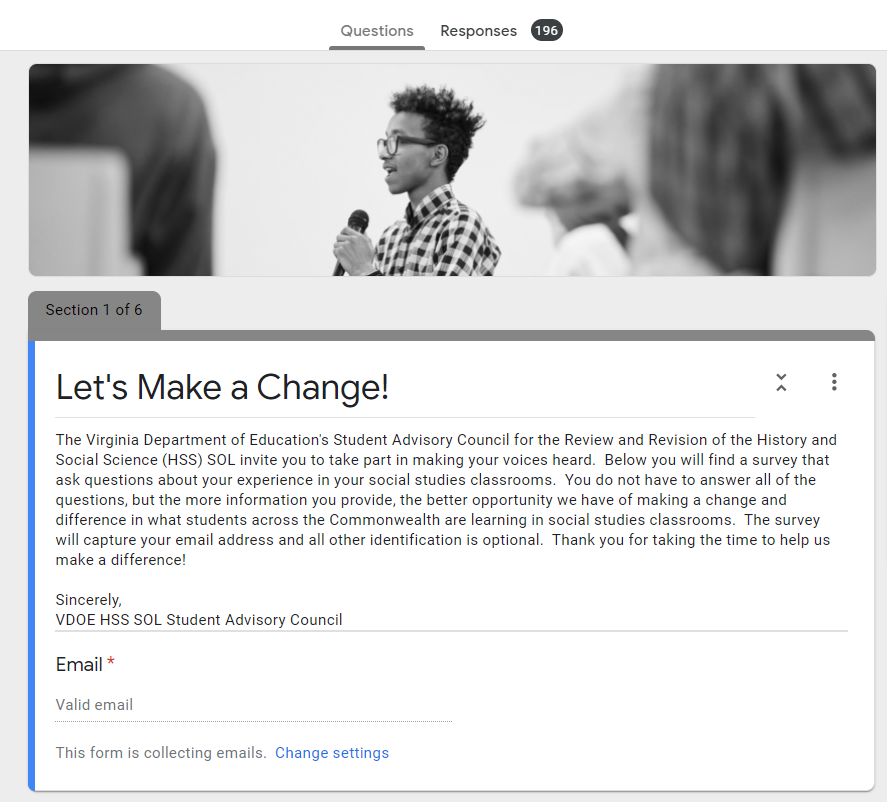 Questions Responses 196
Section 1 of 6
Let's Make a Change!
The Virginia Department of Education's Student Advisory Council for the Review and Revision of the History and
Social Science (HSS) SOL invite you to take part in making your voices heard.  Below you will find a survey that
ask questions about your experience in your social studies classrooms.  You do not have to answer all of the
questions, but the more information you provide, the better opportunity we have of making a change and
difference in what students across the Commonwealth are learning in social studies classrooms.  The survey
will capture your email address and all other identification is optional.  Thank you for taking the time to help us
make a difference!
Sincerely,
VDOE HSS SOL Student Advisory Council
Email *
Valid email
This form is collecting emails.  Change settings